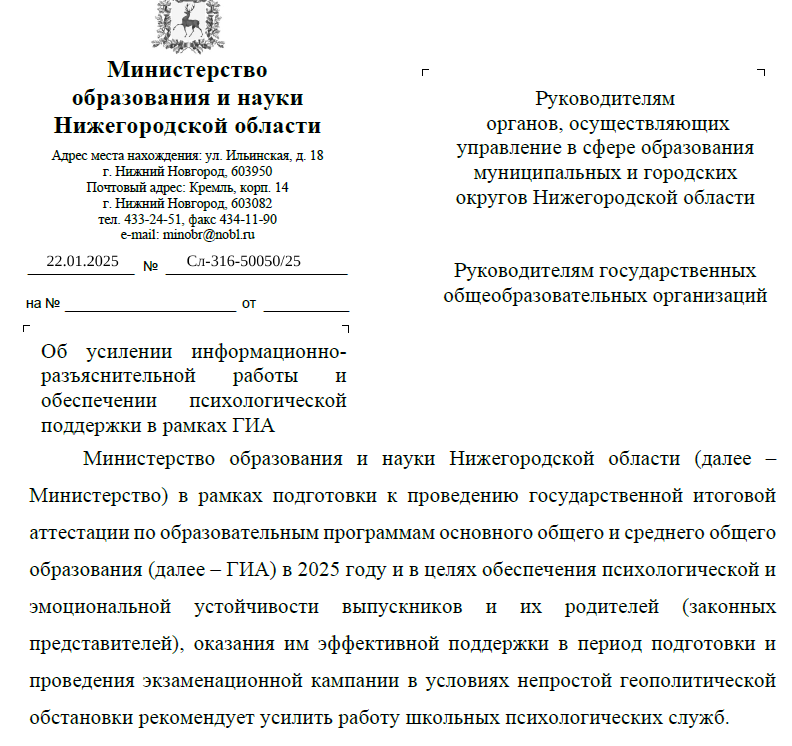 Министерство
образования и науки
Нижегородской области
Адрес места нахождения: ул. Ильинская, д. 18
г. Нижний Новгород, 603950
Почтовый адрес: Кремль, корп. 14
г. Нижний Новгород, 603082
тел. 433-24-51, факс 434-11-90
e-mail: minobr@nobl.ru
22.01.2025 № Сл-316-50050/25
на № от
Руководителям
органов, осуществляющих
управление в сфере образования
муниципальных и городских
округов Нижегородской области
Руководителям государственных
общеобразовательных организаций
Об усилении информационно-
разъяснительной работы и
обеспечении психологической
поддержки в рамках ГИА
Министерство образования и науки Нижегородской области (далее –
Министерство) в рамках подготовки к проведению государственной итоговой
аттестации по образовательным программам основного общего и среднего общего
образования (далее – ГИА) в 2025 году и в целях обеспечения психологической и
эмоциональной устойчивости выпускников и их родителей (законных
представителей), оказания им эффективной поддержки в период подготовки и
проведения экзаменационной кампании в условиях непростой геополитической
обстановки рекомендует усилить работу школьных психологических служб.